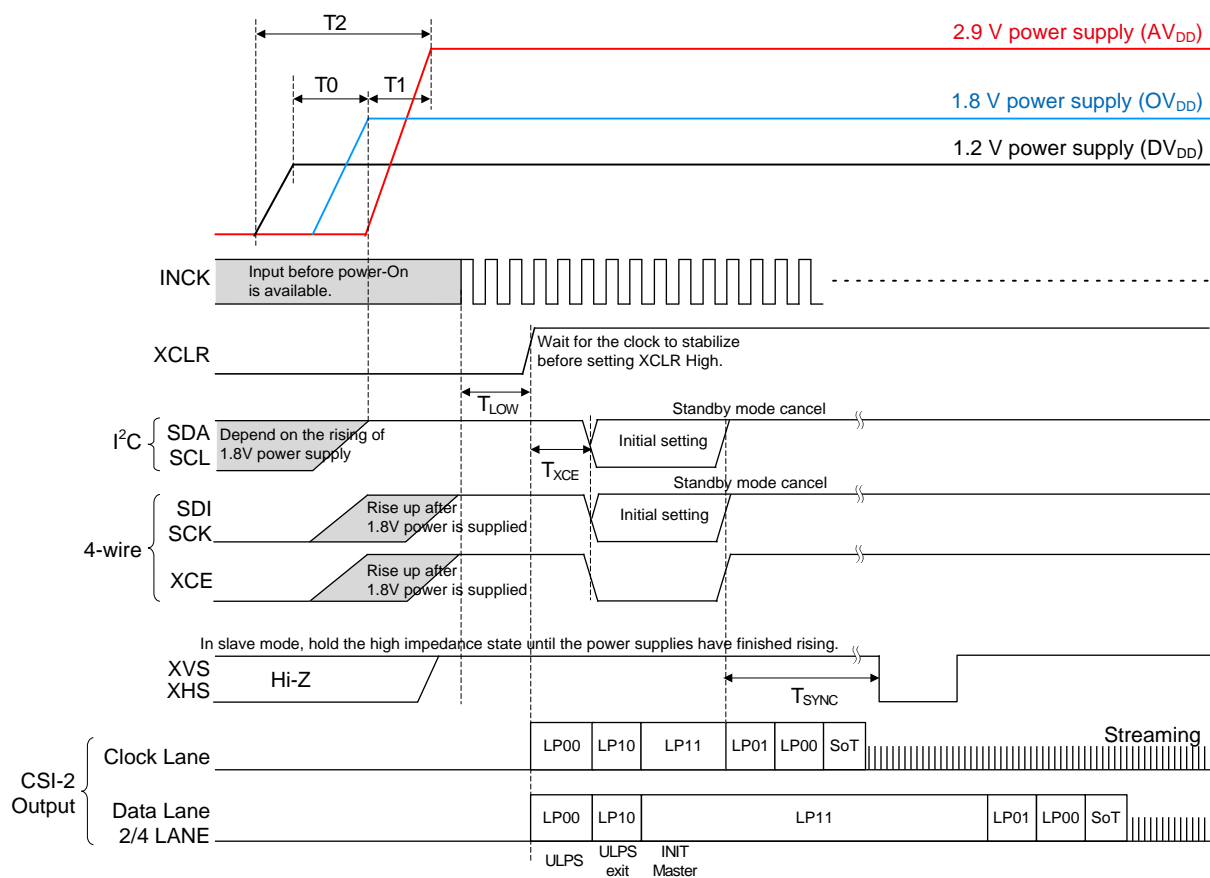 T2
2.9 V power supply (AVDD)
T0
T1
1.8 V power supply (OVDD)
1.2 V power supply (DVDD)
INCK
Input before power-On
is available.
XCLR
Wait for the clock to stabilize
before setting XCLR High.
TLOW
I²C
SDA
SCL
Depend on the rising of
1.8V power supply
TXCE
Initial setting
Standby mode cancel
4-wire
SDI
SCK
Rise up after
1.8V power is supplied
Initial setting
Standby mode cancel
XCE
Rise up after
1.8V power is supplied
In slave mode, hold the high impedance state until the power supplies have finished rising.
XVS
XHS
Hi-Z
TSYNC
CSI-2
Output
Clock Lane
LP00
LP10
LP11
LP01
LP00
SoT
Streaming
Data Lane
2/4 LANE
LP00
LP10
LP11
LP01
LP00
SoT
ULPS
ULPS
exit
INIT
Master